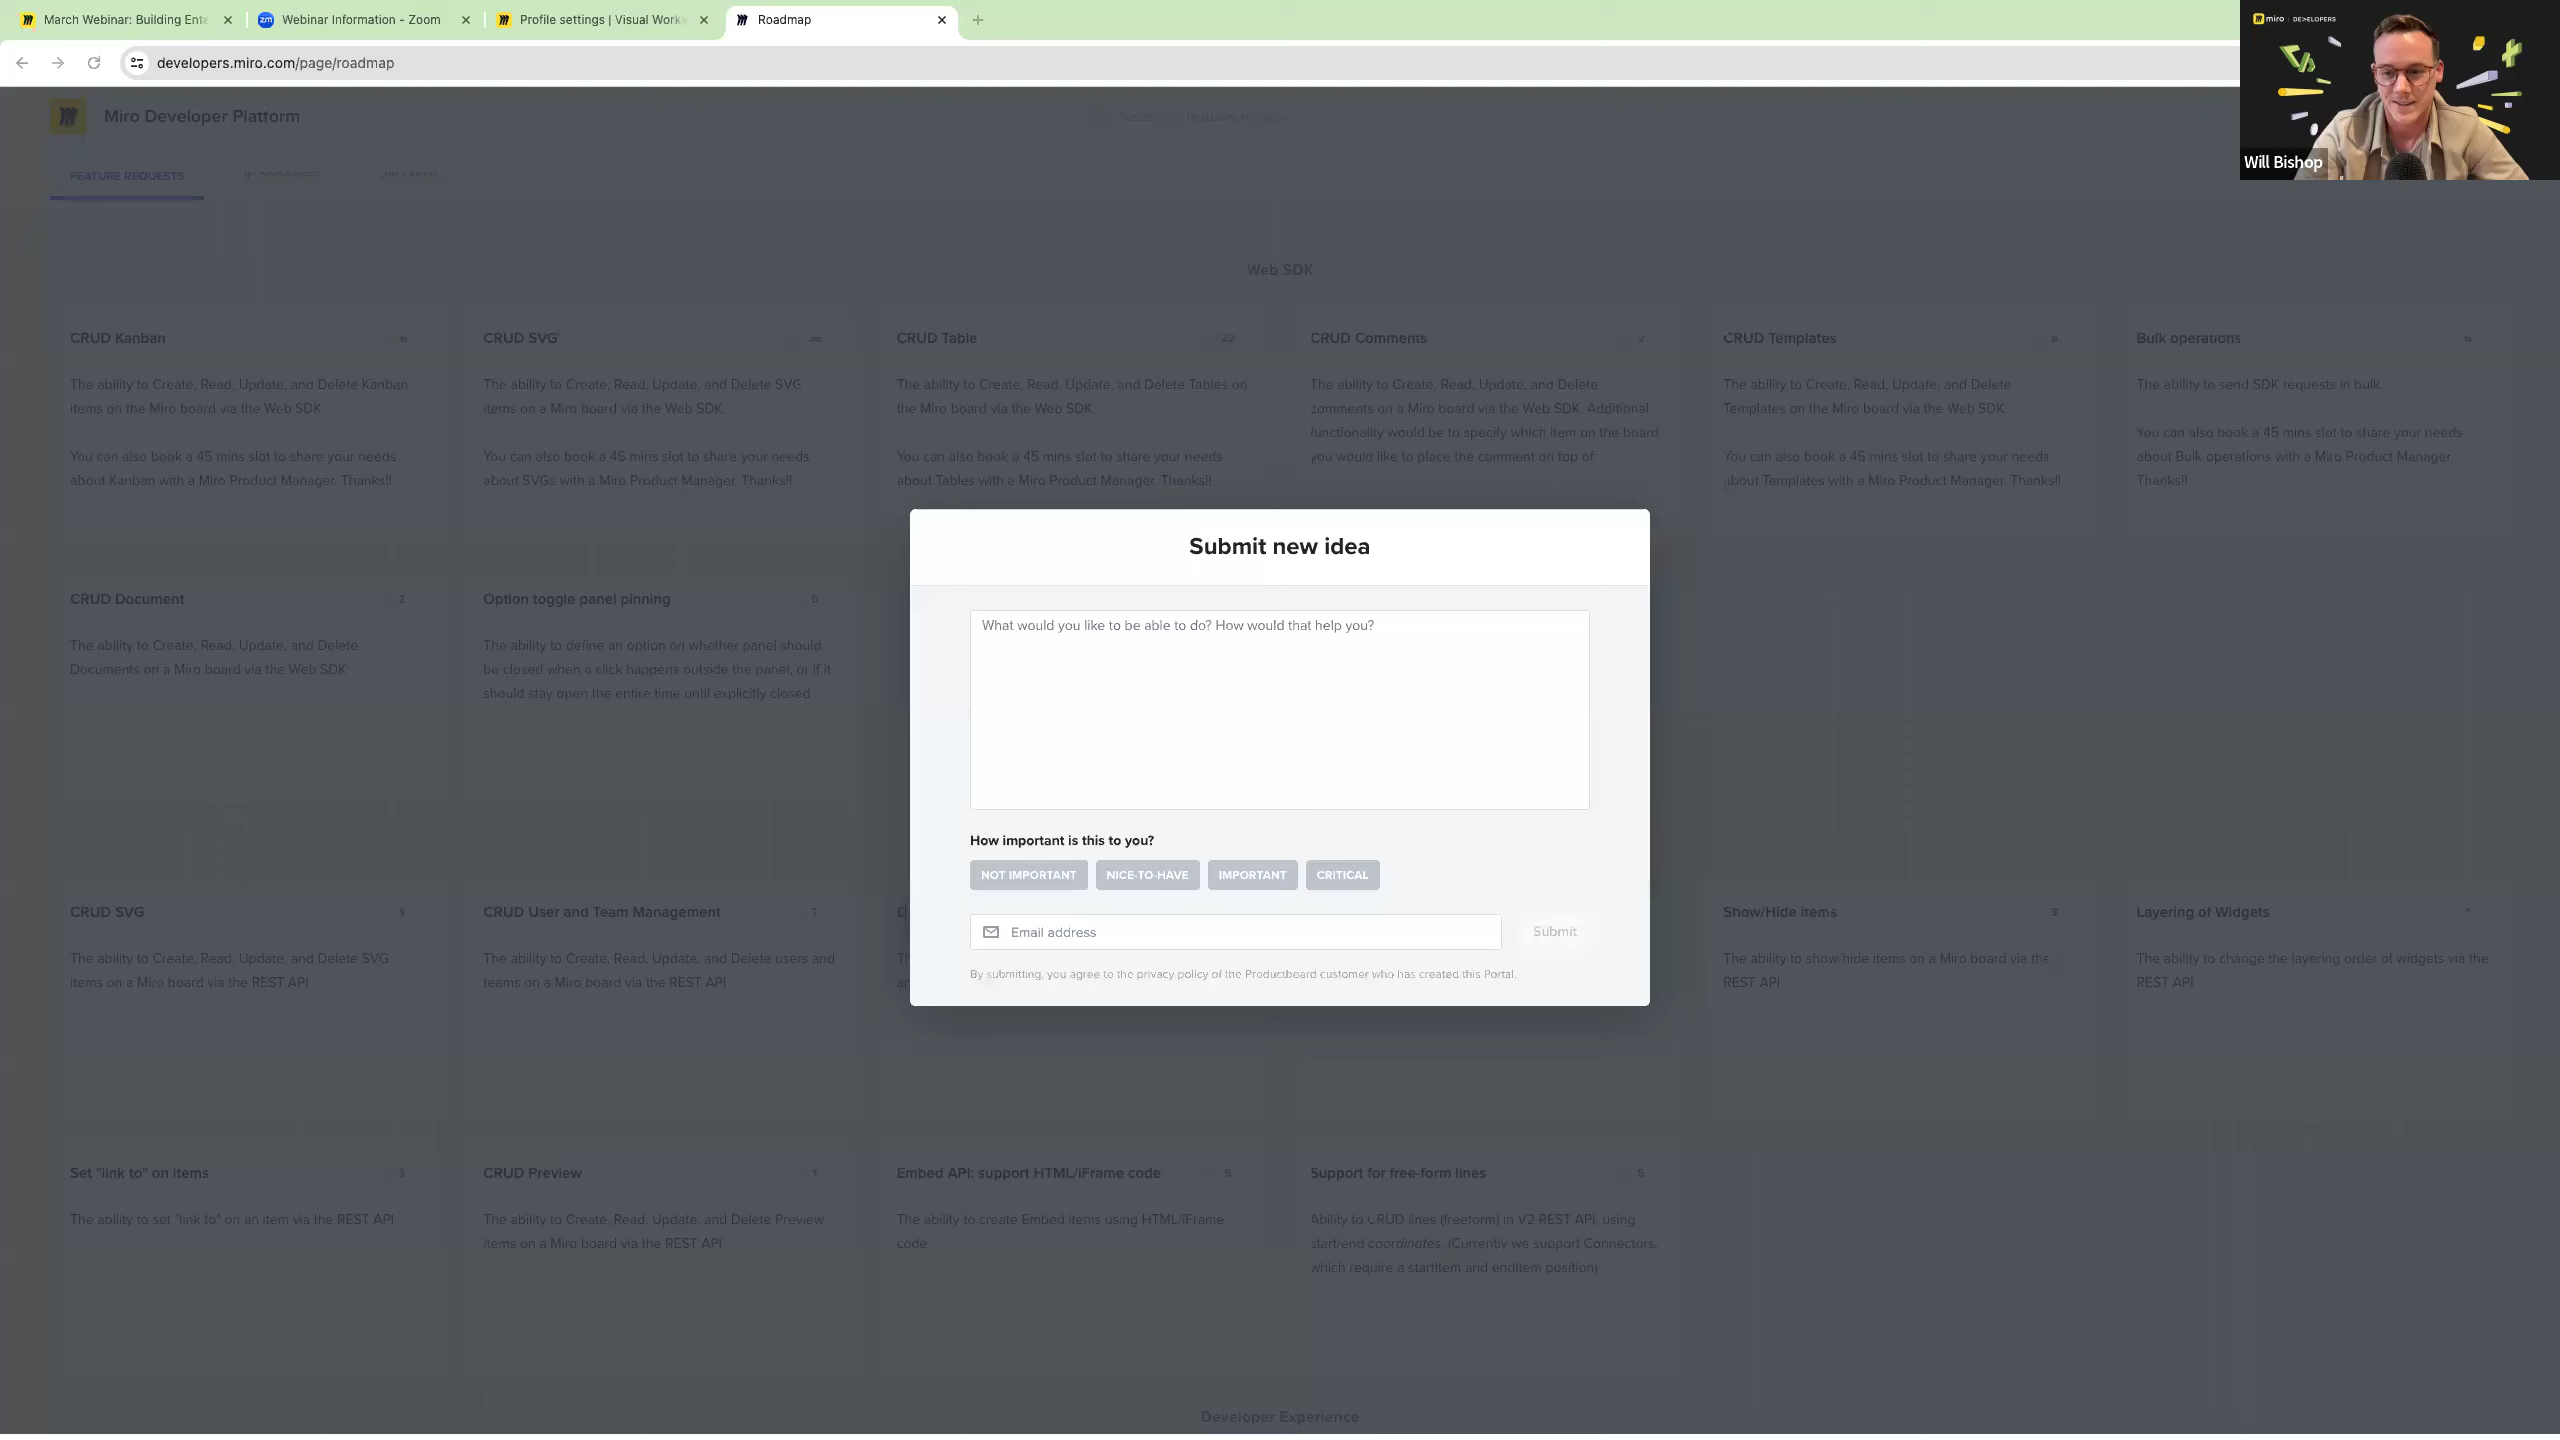 March Webinar: Building Ente
Webinar Information - Zoom
Profile settings | Visual Work
Roadmap
developers.miro.com/page/roadmap
miro | DE>ELOPERS
Will Bishop
Miro Developer Platform
FEATURE REQUESTS
Web SDK
CRUD Kanban
The ability to Create, Read, Update, and Delete Kanban
items on the Miro board via the Web SDK
You can also book a 45 mins slot to share your needs
about Kanban with a Miro Product Manager. Thanks!!
CRUD SVG
The ability to Create, Read, Update, and Delete SVG
items on a Miro board via the Web SDK.
You can also book a 45 mins slot to share your needs
about SVGs with a Miro Product Manager. Thanks!!
CRUD Table 22
The ability to Create, Read, Update, and Delete Tables on
the Miro board via the Web SDK.
You can also book a 45 mins slot to share your needs
about Tables with a Miro Product Manager. Thanks!!
CRUD Comments
The ability to Create, Read, Update, and Delete
comments on a Miro board via the Web SDK. Additional
functionality would be to specify which item on the board
you would like to place the comment on top of
CRUD Templates
The ability to Create, Read, Update, and Delete
Templates on the Miro board via the Web SDK.
You can also book a 45 mins slot to share your needs
about Templates with a Miro Product Manager. Thanks!!
Bulk operations
The ability to send SDK requests in bulk.
You can also book a 45 mins slot to share your needs
about Bulk operations with a Miro Product Manager.
Thanks!!
CRUD Document 2
The ability to Create, Read, Update, and Delete
Documents on a Miro board via the Web SDK
Option toggle panel pinning
The ability to define an option on whether panel should
be closed when a click happens outside the panel, or if it
should stay open the entire time until explicitly closed
Submit new idea
What would you like to be able to do? How would that help you?
How important is this to you?
NOT IMPORTANT NICE-TO-HAVE IMPORTANT CRITICAL
Email address
Submit
By submitting, you agree to the privacy policy of the Productboard customer who has created this Portal.
CRUD SVG
The ability to Create, Read, Update, and Delete SVG
items on a Miro board via the REST API
CRUD User and Team Management 7
The ability to Create, Read, Update, and Delete users and
teams on a Miro board via the REST API
Show/Hide items 3
The ability to show/hide items on a Miro board via the
REST API
Layering of Widgets
The ability to change the layering order of widgets via the
REST API
Set "link to" on items 3
The ability to set "link to" on an item via the REST API
CRUD Preview 1
The ability to Create, Read, Update, and Delete Preview
items on a Miro board via the REST API
Embed API: support HTML/iFrame code 5
The ability to create Embed items using HTML/iFrame
code
Support for free-form lines 5
Ability to CRUD lines (freeform) in V2 REST API, using
start/end coordinates. (Currently we support Connectors,
which require a startItem and endItem position)
Developer Experience